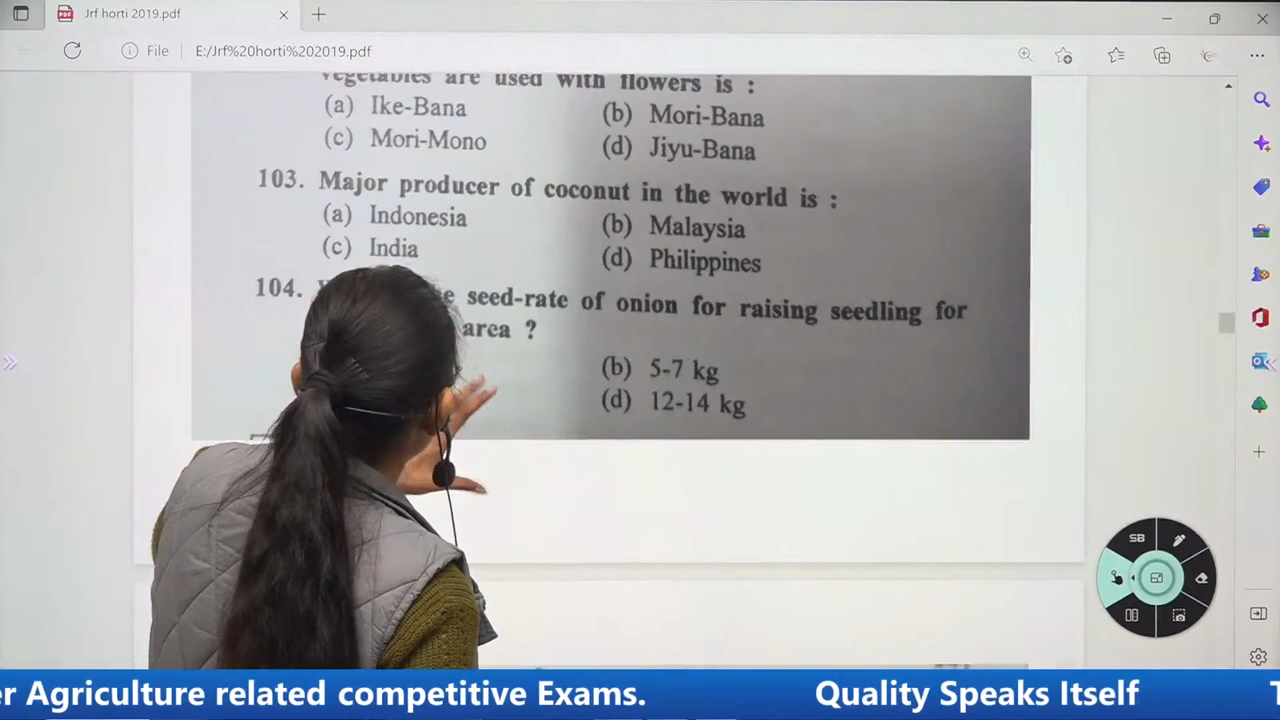 Jrf horti 2019.pdf
File E:/Jrf%20horti%202019.pdf
vegetables are used with flowers is :
(a) Ike-Bana (b) Mori-Bana
(c) Mori-Mono (d) Jiyu-Bana
103. Major producer of coconut in the world is :
(a) Indonesia (b) Malaysia
(c) India (d) Philippines
104. seed-rate of onion for raising seedling for
area ?
(b) 5-7 kg
(d) 12-14 kg
SB
Agriculture related competitive Exams. Quality Speaks Itself